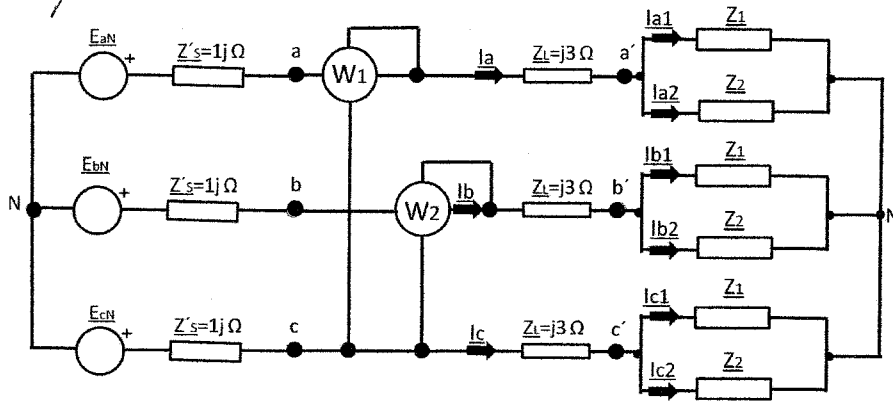 EaN
+
Z´s=1j Ω
a
W1
Ia
ZL=j3 Ω
a´
Ia1
Z1
Ia2
Z2
N
EbN
+
Z´s=1j Ω
b
W2
Ib
ZL=j3 Ω
b´
Ib1
Z1
Ib2
Z2
N
EcN
+
Z´s=1j Ω
c
Ic
ZL=j3 Ω
c´
Ic1
Z1
Ic2
Z2